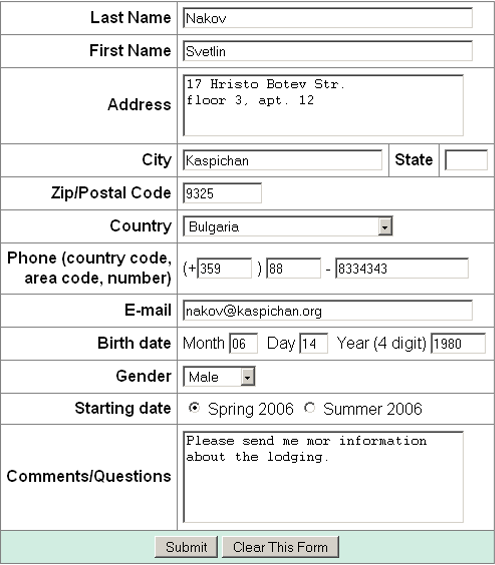 Last Name Nakov
First Name Svetlin
Address 17 Hristo Botev Str.
floor 3, apt. 12
City Kaspichan State
Zip/Postal Code 9325
Country Bulgaria
Phone (country code,
area code, number) (+359 ) 88 - 8334343
E-mail nakov@kaspichan.org
Birth date Month 06 Day 14 Year (4 digit) 1980
Gender Male
Starting date Spring 2006 Summer 2006
Comments/Questions Please send me mor information
about the lodging.
Submit Clear This Form